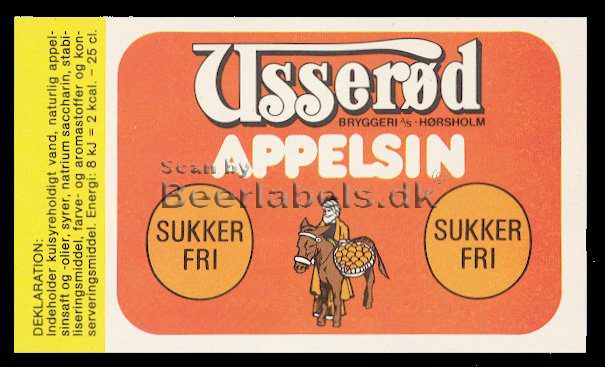 DEKLARATION:
Indeholder kulsyreholdigt vand, naturlig appel-
sinsaft og -olier, syrer, natrium saccharin, stabi-
liseringsmiddel, farve- og aromastoffer og kon-
serveringsmiddel. Energi: 8 kJ = 2 kcal. – 25 cl.
Usserød
BRYGGERI A/S · HØRSHOLM
APPELSIN
Scan by
Beerlabels.dk ©
SUKKER
FRI
SUKKER
FRI